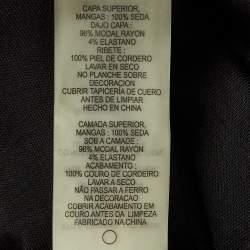 CAPA SUPERIOR,
MANGAS : 100% SEDA
DAJO CAPA :
96% MODAL RAYON
4% ELASTANO
RIBETE :
100% PIEL DE CORDERO
LAVAR EN SECO
NO PLANCHE SOBRE
DECORACION
CUBRIR TAPICERÍA DE CUERO
ANTES DE LIMPIAR
HECHO EN CHINA
CAMADA SUPERIOR,
MANGAS : 100% SEDA
SOB A CAMADE :
96% MODAL RAYON
4% ELASTANO
ACABAMENTO :
100% COURO DE CORDEIRO
LAVAR A SECO
NÃO PASSAR A FERRO
NA DECORACAO
COBRIR ACABAMENTO EM
COURO ANTES DA LIMPEZA
FABRICADO NA CHINA